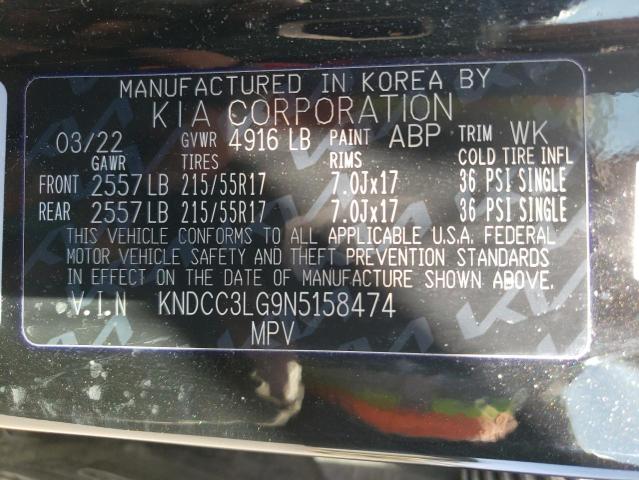 MANUFACTURED IN KOREA BY
KIA CORPORATION
03/22 GVWR 4916 LB PAINT ABP TRIM WK
GAWR TIRES RIMS COLD TIRE INFL
FRONT 2557 LB 215/55R17 7.0Jx17 36 PSI SINGLE
REAR 2557 LB 215/55R17 7.0Jx17 36 PSI SINGLE
THIS VEHICLE CONFORMS TO ALL APPLICABLE U.S.A. FEDERAL
MOTOR VEHICLE SAFETY AND THEFT PREVENTION STANDARDS
IN EFFECT ON THE DATE OF MANUFACTURE SHOWN ABOVE.
V.I.N KNDCC3LG9N5158474
MPV